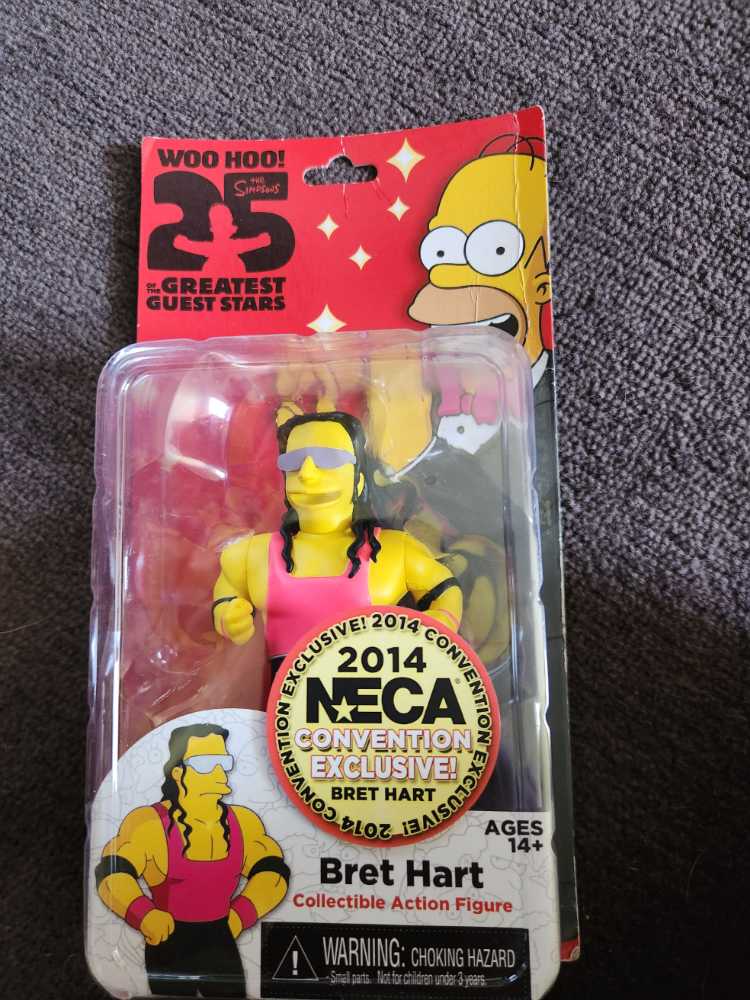 WOO HOO!
25
THE
SIMPSONS
OF THE GREATEST
GUEST STARS
2014 CONVENTION EXCLUSIVE! 2014 CONVENTION EXCLUSIVE!
2014
NECA
CONVENTION
EXCLUSIVE!
BRET HART
AGES
14+
Bret Hart
Collectible Action Figure
WARNING: CHOKING HAZARD
- Small parts. Not for children under 3 years.